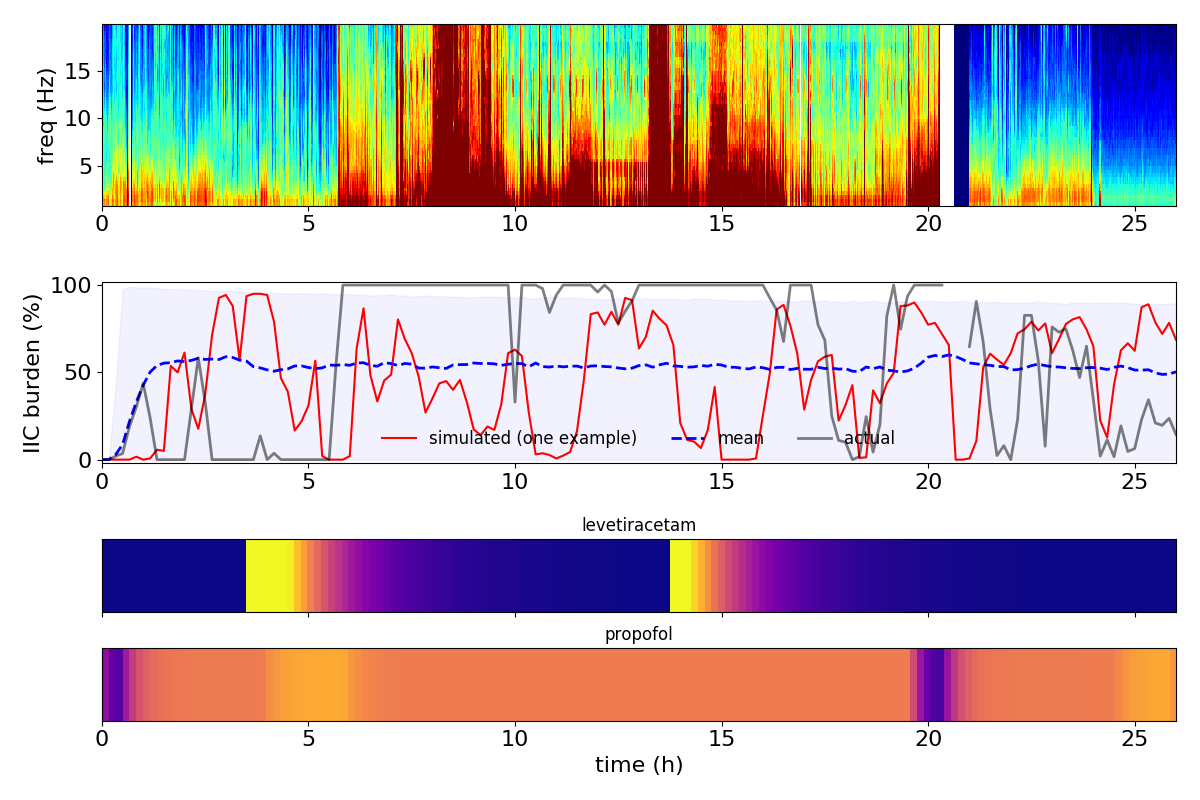 freq (Hz)
15
10
5
0 5 10 15 20 25
IIC burden (%)
100
50
0
simulated (one example) mean actual
0 5 10 15 20 25
levetiracetam
propofol
0 5 10 15 20 25
time (h)